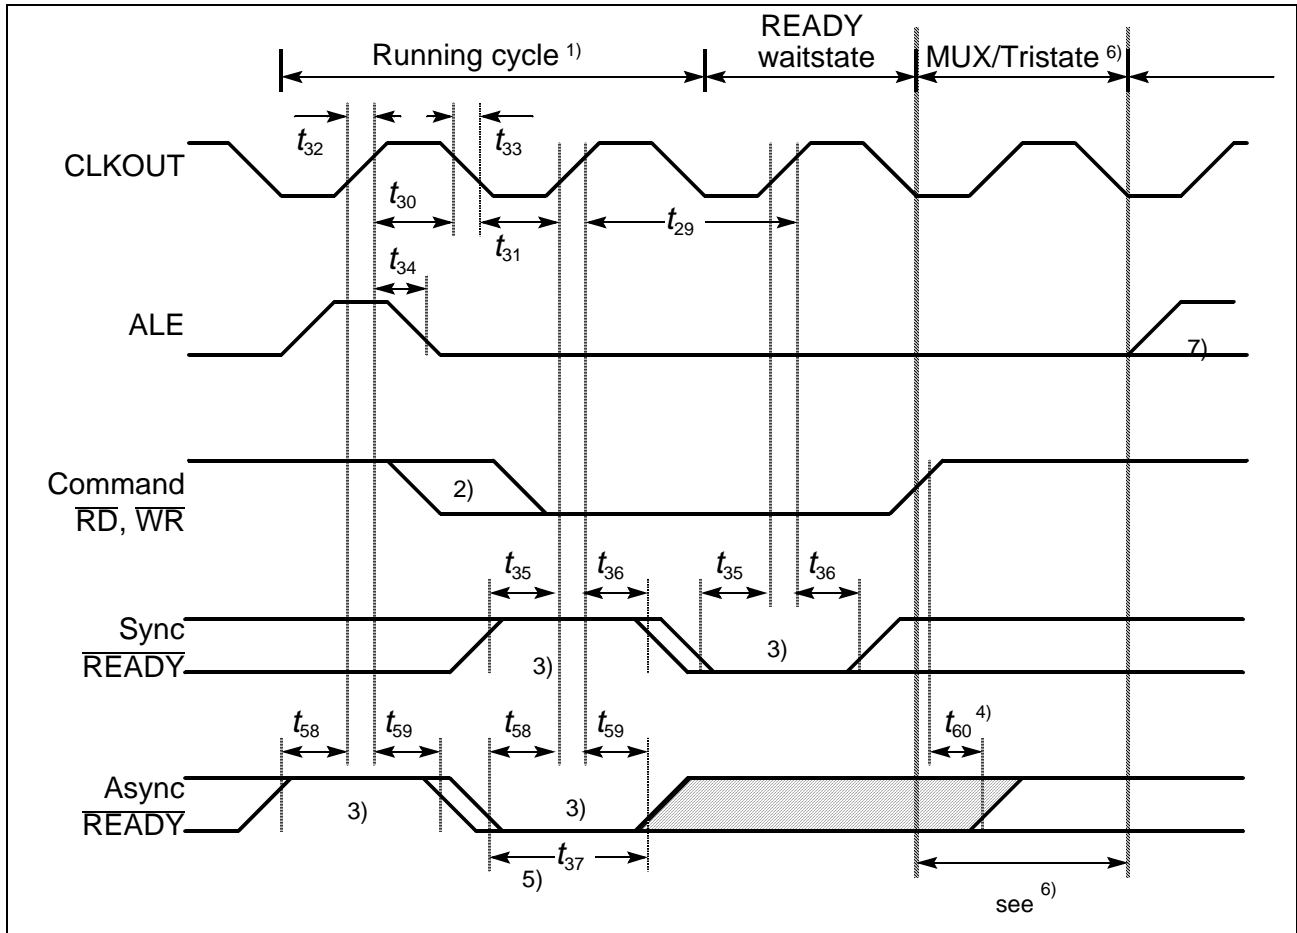 READY
Running cycle 1)
waitstate
MUX/Tristate 6)
t32
t33
CLKOUT
t30
t29
t31
t34
ALE
7)
Command
RD, WR
2)
t35
t36
t35
t36
Sync
READY
3)
3)
t58
t59
t58
t59
t60 4)
Async
READY
3)
3)
t37
5)
see 6)